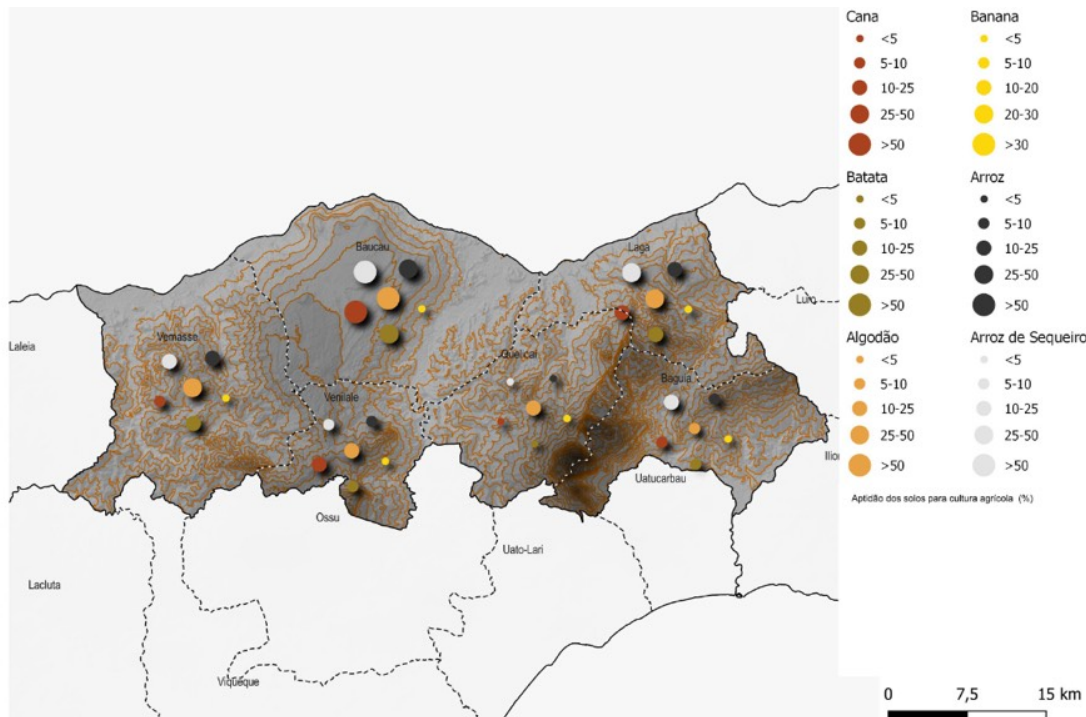 Cana
<5
5-10
10-25
25-50
>50
Banana
<5
5-10
10-20
20-30
>30
Batata
<5
5-10
10-25
25-50
>50
Arroz
<5
5-10
10-25
25-50
>50
Algodão
<5
5-10
10-25
25-50
>50
Arroz de Sequeiro
<5
5-10
10-25
25-50
>50
Aptidão dos solos para cultura agrícola (%)
Baucau
Laga
Luro
Laleia
Vemasse
Quelicai
Baguia
Venilale
Ilior
Uatucarbau
Ossu
Uato-Lari
Lacluta
Viqueque
0 7,5 15 km